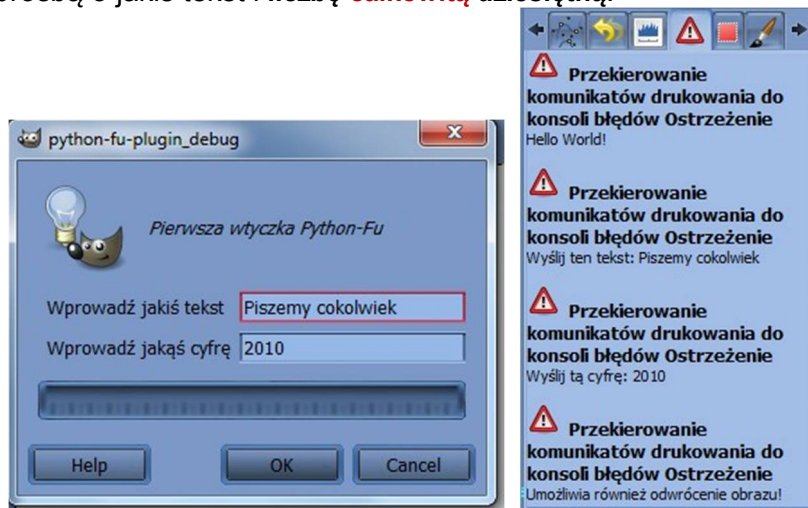 całkowitą
python-fu-plugin_debug
Pierwsza wtyczka Python-Fu
Wprowadź jakiś tekst Piszemy cokolwiek
Wprowadź jakąś cyfrę 2010
Help OK Cancel
Przekierowanie
komunikatów drukowania do
konsoli błędów Ostrzeżenie
Hello World!
Przekierowanie
komunikatów drukowania do
konsoli błędów Ostrzeżenie
Wyślij ten tekst: Piszemy cokolwiek
Przekierowanie
komunikatów drukowania do
konsoli błędów Ostrzeżenie
Wyślij tą cyfrę: 2010
Przekierowanie
komunikatów drukowania do
konsoli błędów Ostrzeżenie
Umożliwia również odwrócenie obrazu!